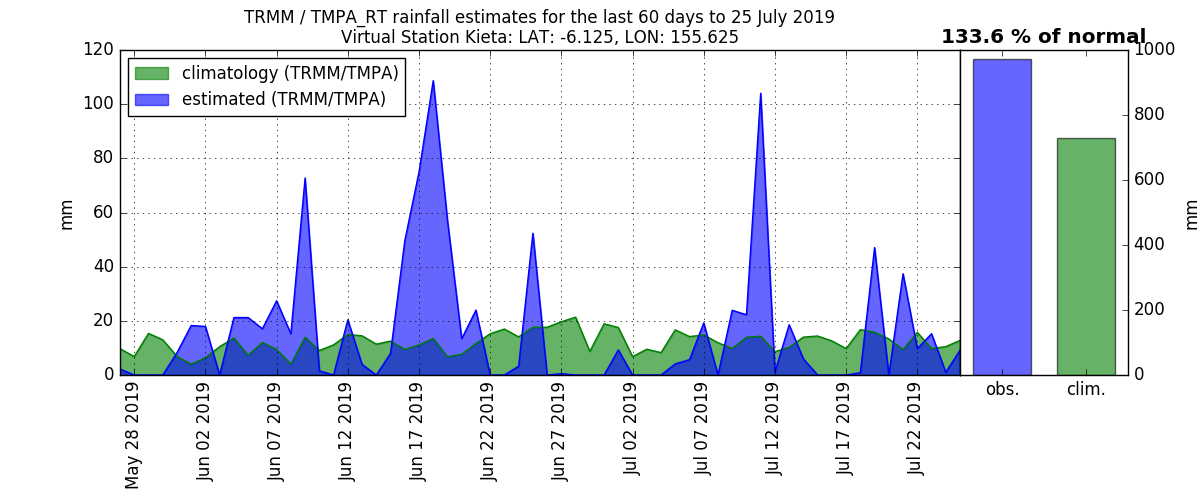 TRMM / TMPA_RT rainfall estimates for the last 60 days to 25 July 2019
Virtual Station Kieta: LAT: -6.125, LON: 155.625
133.6 % of normal
climatology (TRMM/TMPA)
estimated (TRMM/TMPA)
mm
120
100
80
60
40
20
0
May 28 2019
Jun 02 2019
Jun 07 2019
Jun 12 2019
Jun 17 2019
Jun 22 2019
Jun 27 2019
Jul 02 2019
Jul 07 2019
Jul 12 2019
Jul 17 2019
Jul 22 2019
1000
800
600
400
200
0
mm
obs.
clim.